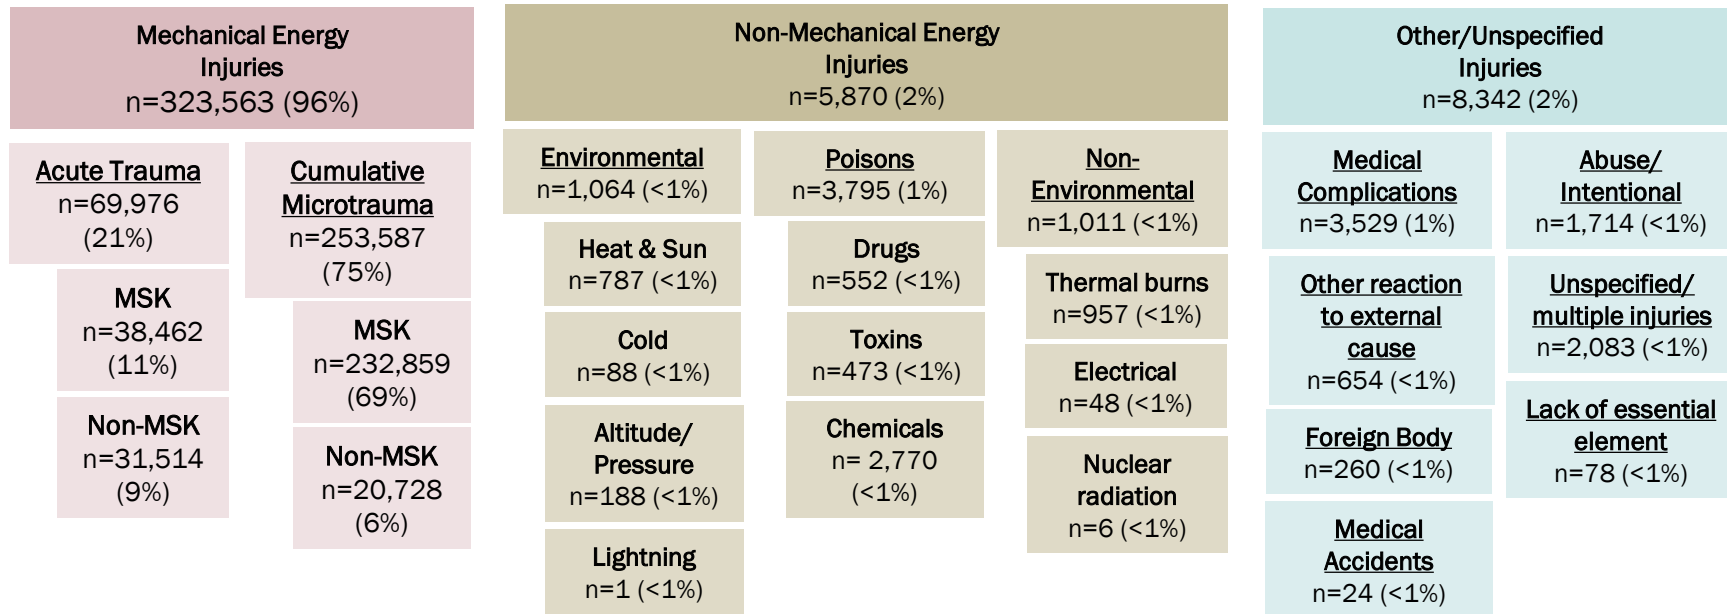 Mechanical Energy
Injuries
n=323,563 (96%)
Acute Trauma
n=69,976
(21%)
MSK
n=38,462
(11%)
Non-MSK
n=31,514
(9%)
Cumulative
Microtrauma
n=253,587
(75%)
MSK
n=232,859
(69%)
Non-MSK
n=20,728
(6%)
Non-Mechanical Energy
Injuries
n=5,870 (2%)
Environmental
n=1,064 (<1%)
Heat & Sun
n=787 (<1%)
Cold
n=88 (<1%)
Altitude/
Pressure
n=188 (<1%)
Lightning
n=1 (<1%)
Poisons
n=3,795 (1%)
Drugs
n=552 (<1%)
Toxins
n=473 (<1%)
Chemicals
n= 2,770
(<1%)
Non-
Environmental
n=1,011 (<1%)
Thermal burns
n=957 (<1%)
Electrical
n=48 (<1%)
Nuclear
radiation
n=6 (<1%)
Other/Unspecified
Injuries
n=8,342 (2%)
Medical
Complications
n=3,529 (1%)
Other reaction
to external
cause
n=654 (<1%)
Foreign Body
n=260 (<1%)
Medical
Accidents
n=24 (<1%)
Abuse/
Intentional
n=1,714 (<1%)
Unspecified/
multiple injuries
n=2,083 (<1%)
Lack of essential
element
n=78 (<1%)